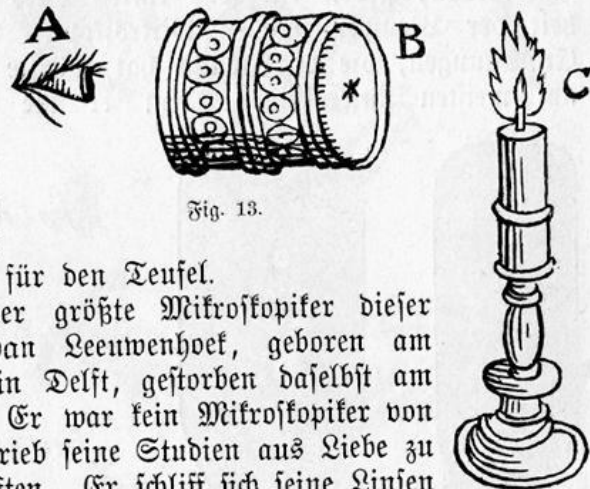 A
B
C
Fig. 13.
für den Teufel.
er größte Mikroskopiker dieser
van Leeuwenhoek, geboren am
in Delft, gestorben daselbst am
Er war kein Mikroskopiker von
rieb seine Studien aus Liebe zu
ften. Er schliff sich seine Linsen